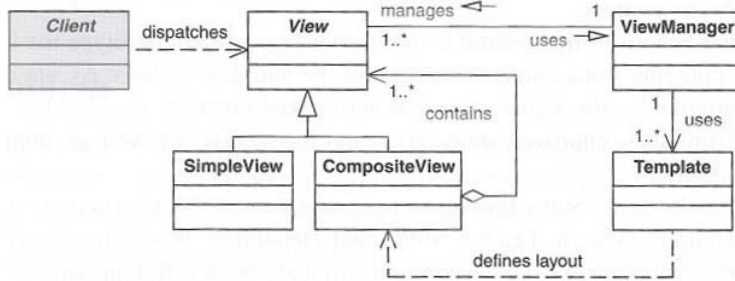 Client
View
manages
1
ViewManager
dispatches
1..*
uses
1..*
contains
1
uses
1..*
SimpleView
CompositeView
Template
defines layout